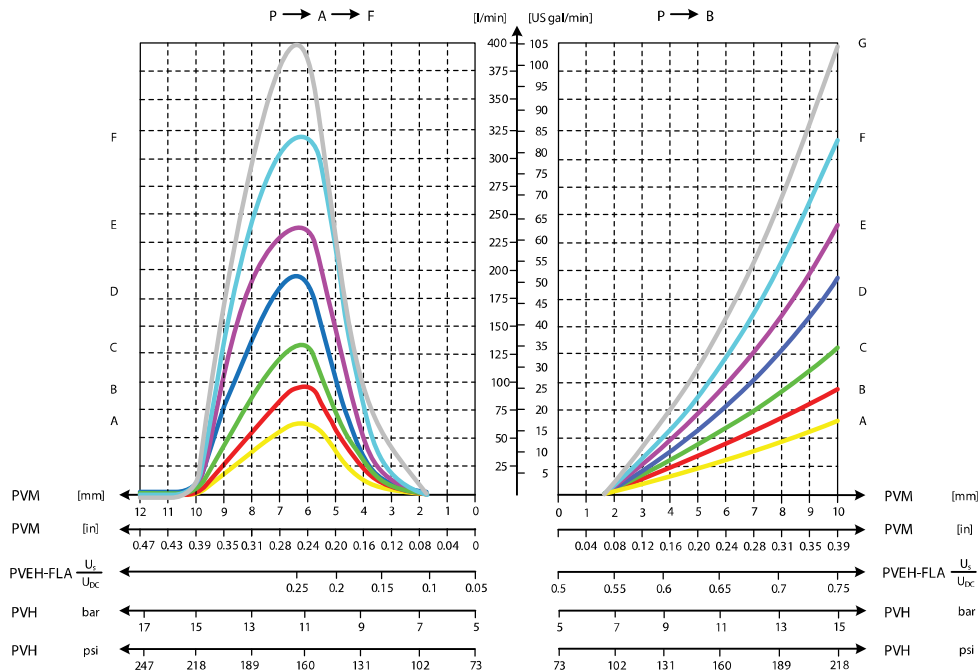 P A F [l/min] [US gal/min] P B
400 105 G
375 100
350 95
90
F 325 85 F
300 80
75
275 70
250 65
E 225 60 E
55
200 50
D 175 45 D
150 40
C 125 35 C
30
B 100 25 B
75 20
A 50 15 A
10
25 5
PVM [mm] PVM [mm]
12 11 10 9 8 7 6 5 4 3 2 1 0 0 1 2 3 4 5 6 7 8 9 10
PVM [in] PVM [in]
0.47 0.43 0.39 0.35 0.31 0.28 0.24 0.20 0.16 0.12 0.08 0.04 0 0.04 0.08 0.12 0.16 0.20 0.24 0.28 0.31 0.35 0.39
PVEH-FLA Us UDC PVEH-FLA Us UDC
0.25 0.2 0.15 0.1 0.05 0.5 0.55 0.6 0.65 0.7 0.75
PVH bar PVH bar
17 15 13 11 9 7 5 5 7 9 11 13 15
PVH psi PVH psi
247 218 189 160 131 102 73 73 102 131 160 189 218